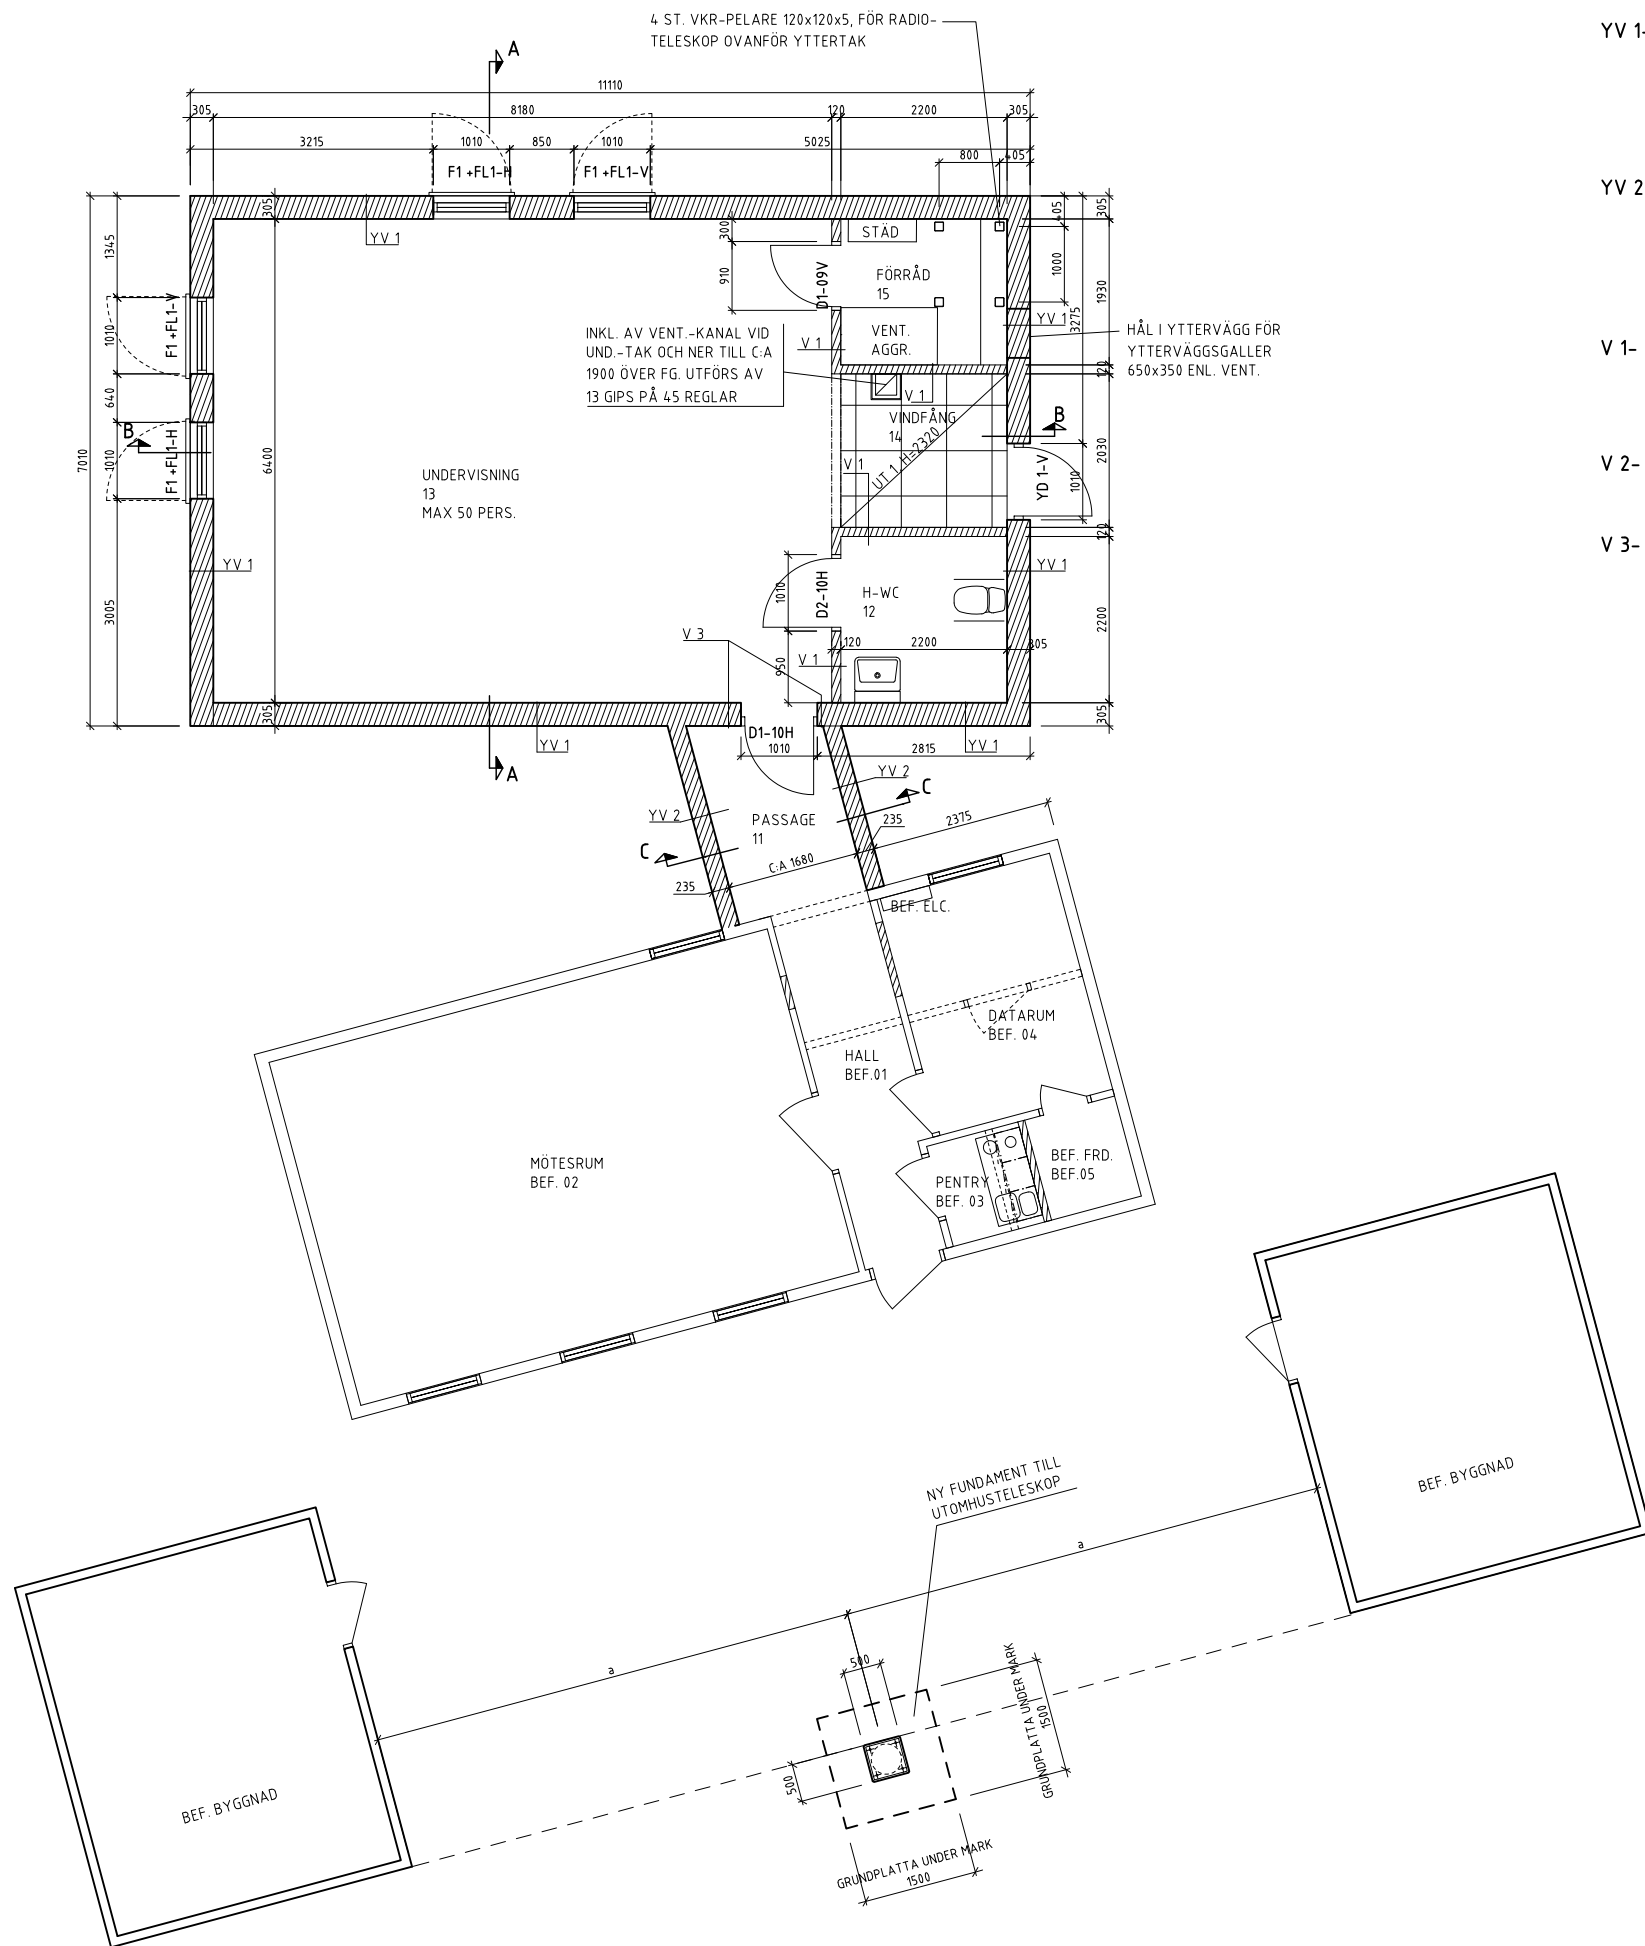 4 ST. VKR-PELARE 120x120x5, FÖR RADIO-
TELESKOP OVANFÖR YTTERTAK
YV 1-
A
11110
305
8180
120
2200
305
3215
1010
850
1010
5025
800
405
F1 +FL1-H
F1 +FL1-V
YV 2
305
YV 1
300
STÄD
405
305
1345
910
D1-09V
FÖRRÅD
15
1000
1930
3275
F1 +FL1-V
1010
INKL. AV VENT.-KANAL VID
UND.-TAK OCH NER TILL C:A
1900 ÖVER FG. UTFÖRS AV
13 GIPS PÅ 45 REGLAR
V 1
VENT.
AGGR.
YV 1
HÅL I YTTERVÄGG FÖR
YTTERVÄGGSGALLER
650x350 ENL. VENT.
V 1-
120
640
V 1
VINDFÅNG
14
B
B
7010
1010
F1 +FL1-H
6400
UNDERVISNING
13
MAX 50 PERS.
V 1
UT 1 H=2320
YD 1-V
1010
2030
V 2-
120
V 3-
YV 1
3005
1010
D2-10H
H-WC
12
YV 1
2200
V 3
120
2200
305
V 1
950
305
305
YV 1
D1-10H
1010
2815
YV 1
A
YV 2
C
YV 2
PASSAGE
11
235
2375
C
C:A 1680
235
BEF. ELC.
DATARUM
BEF. 04
HALL
BEF.01
MÖTESRUM
BEF. 02
PENTRY
BEF. 03
BEF. FRD.
BEF.05
NY FUNDAMENT TILL
UTOMHUSTELESKOP
BEF. BYGGNAD
a
a
500
GRUNDPLATTA UNDER MARK
1500
500
BEF. BYGGNAD
GRUNDPLATTA UNDER MARK
1500